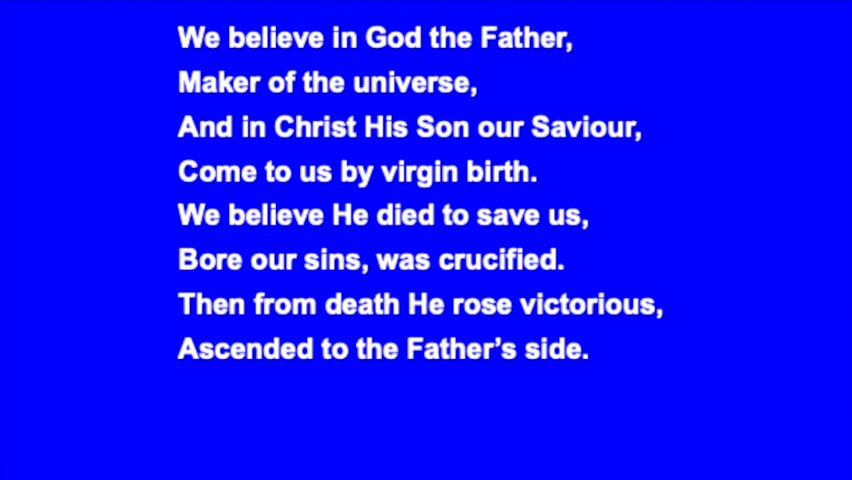 We believe in God the Father,
Maker of the universe,
And in Christ His Son our Saviour,
Come to us by virgin birth.
We believe He died to save us,
Bore our sins, was crucified.
Then from death He rose victorious,
Ascended to the Father’s side.